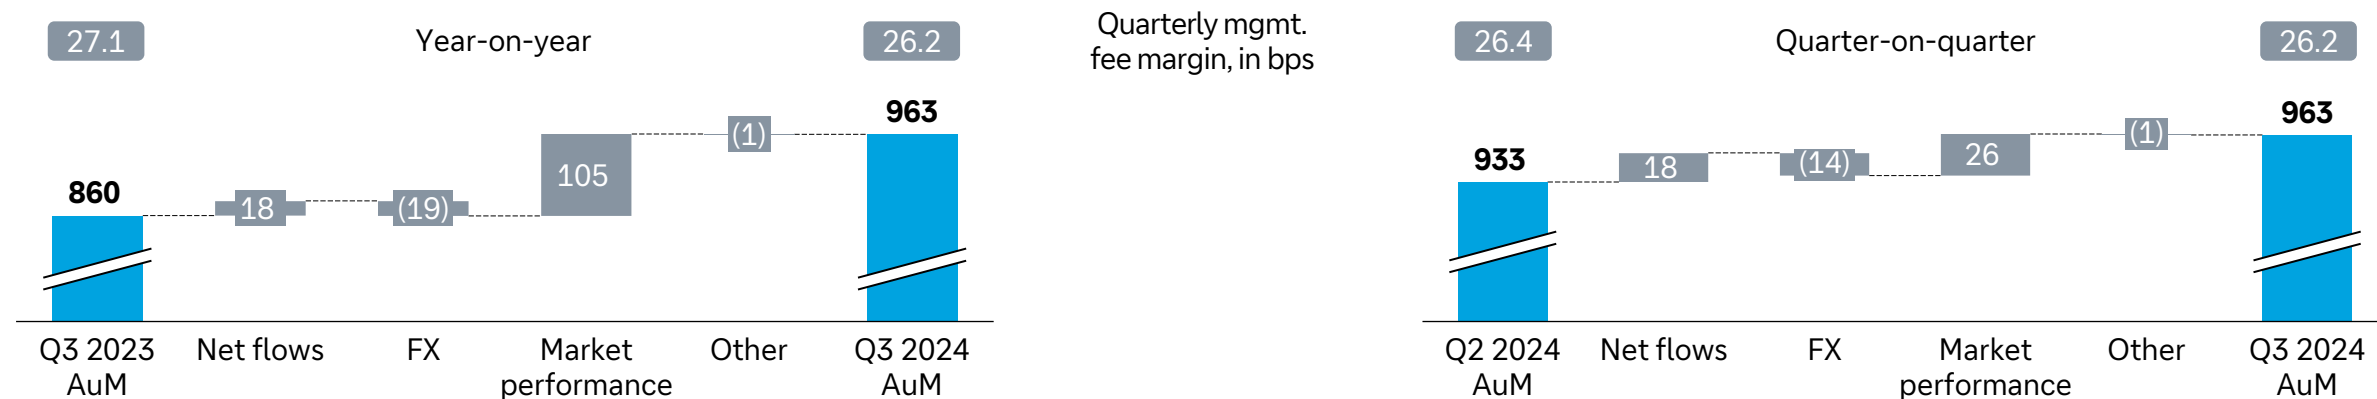 27.1
Year-on-year
26.2
860
18
(19)
105
(1)
963
Q3 2023
AuM
Net flows
FX
Market
performance
Other
Q3 2024
AuM
Quarterly mgmt.
fee margin, in bps
26.4
Quarter-on-quarter
26.2
933
18
(14)
26
(1)
963
Q2 2024
AuM
Net flows
FX
Market
performance
Other
Q3 2024
AuM